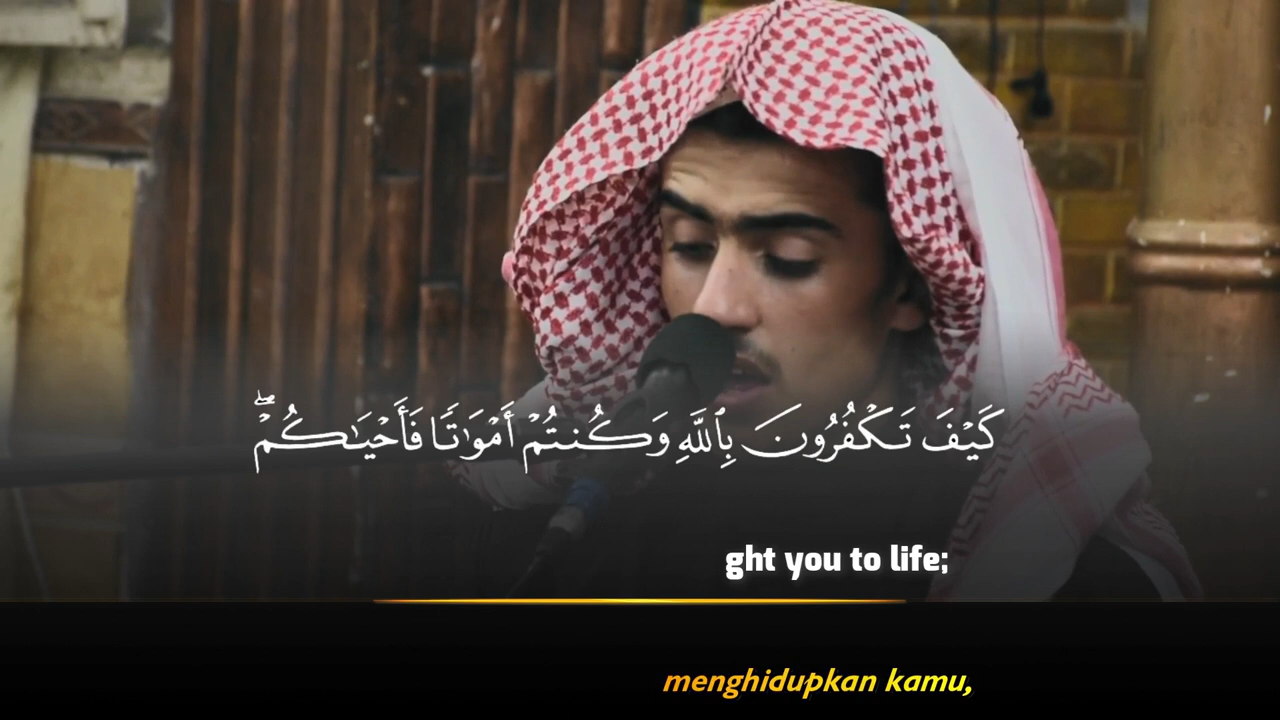 كَيۡفَ تَكۡفُرُونَ بِٱللَّهِ وَكُنتُمۡ أَمۡوَٰتٗا فَأَحۡيَٰكُمۡۖ
ght you to life;
menghidupkan kamu,